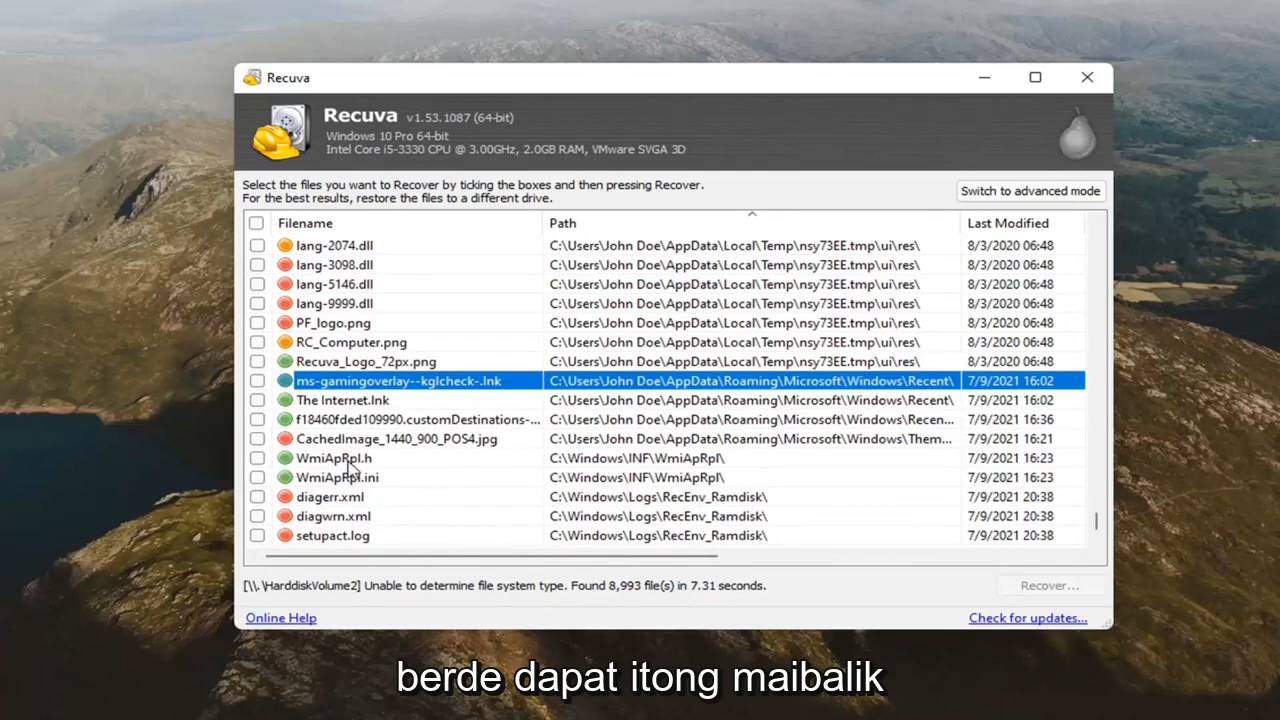 Recuva
Recuva v1.53.1087 (64-bit)
Windows 10 Pro 64-bit
Intel Core i5-3330 CPU @ 3.00GHz, 2.0GB RAM, VMware SVGA 3D
Select the files you want to Recover by ticking the boxes and then pressing Recover.
For the best results, restore the files to a different drive.
Switch to advanced mode
Filename Path Last Modified
lang-2074.dll C:\Users\John Doe\AppData\Local\Temp\nsy73EE.tmp\ui\res\ 8/3/2020 06:48
lang-3098.dll C:\Users\John Doe\AppData\Local\Temp\nsy73EE.tmp\ui\res\ 8/3/2020 06:48
lang-5146.dll C:\Users\John Doe\AppData\Local\Temp\nsy73EE.tmp\ui\res\ 8/3/2020 06:48
lang-9999.dll C:\Users\John Doe\AppData\Local\Temp\nsy73EE.tmp\ui\res\ 8/3/2020 06:48
PF_logo.png C:\Users\John Doe\AppData\Local\Temp\nsy73EE.tmp\ui\res\ 8/3/2020 06:48
RC_Computer.png C:\Users\John Doe\AppData\Local\Temp\nsy73EE.tmp\ui\res\ 8/3/2020 06:48
Recuva_Logo_72px.png C:\Users\John Doe\AppData\Local\Temp\nsy73EE.tmp\ui\res\ 8/3/2020 06:48
ms-gamingoverlay--kglcheck-.lnk C:\Users\John Doe\AppData\Roaming\Microsoft\Windows\Recent\ 7/9/2021 16:02
The Internet.lnk C:\Users\John Doe\AppData\Roaming\Microsoft\Windows\Recent\ 7/9/2021 16:02
f18460fded109990.customDestinations-... C:\Users\John Doe\AppData\Roaming\Microsoft\Windows\Recen... 7/9/2021 16:36
CachedImage_1440_900_POS4.jpg C:\Users\John Doe\AppData\Roaming\Microsoft\Windows\Them... 7/9/2021 16:21
WmiApRpl.h C:\Windows\INF\WmiApRpl\ 7/9/2021 16:23
WmiApRpl.ini C:\Windows\INF\WmiApRpl\ 7/9/2021 16:23
diagerr.xml C:\Windows\Logs\RecEnv_Ramdisk\ 7/9/2021 20:38
diagwrn.xml C:\Windows\Logs\RecEnv_Ramdisk\ 7/9/2021 20:38
setupact.log C:\Windows\Logs\RecEnv_Ramdisk\ 7/9/2021 20:38
[\\.\HarddiskVolume2] Unable to determine file system type. Found 8,993 file(s) in 7.31 seconds.
Recover...
Online Help
Check for updates...
berde dapat itong maibalik